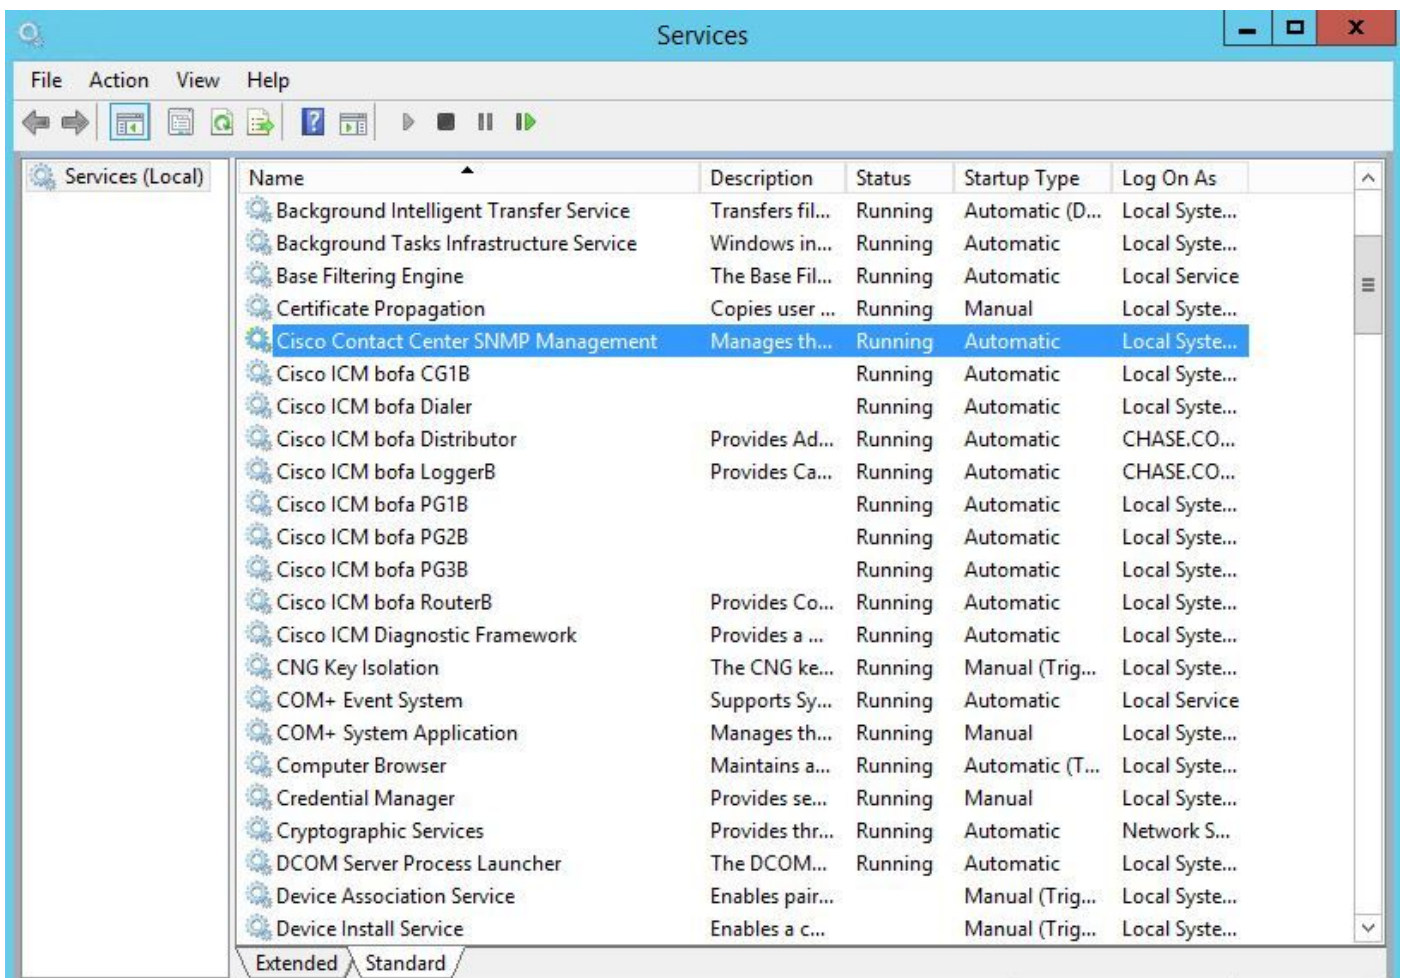 Services
X
File Action View Help
Services (Local)
Name Description Status Startup Type Log On As
Background Intelligent Transfer Service Transfers fil... Running Automatic (D... Local Syste...
Background Tasks Infrastructure Service Windows in... Running Automatic Local Syste...
Base Filtering Engine The Base Fil... Running Automatic Local Service
Certificate Propagation Copies user ... Running Manual Local Syste...
Cisco Contact Center SNMP Management Manages th... Running Automatic Local Syste...
Cisco ICM bofa CG1B Running Automatic Local Syste...
Cisco ICM bofa Dialer Running Automatic Local Syste...
Cisco ICM bofa Distributor Provides Ad... Running Automatic CHASE.CO...
Cisco ICM bofa LoggerB Provides Ca... Running Automatic CHASE.CO...
Cisco ICM bofa PG1B Running Automatic Local Syste...
Cisco ICM bofa PG2B Running Automatic Local Syste...
Cisco ICM bofa PG3B Running Automatic Local Syste...
Cisco ICM bofa RouterB Provides Co... Running Automatic Local Syste...
Cisco ICM Diagnostic Framework Provides a ... Running Automatic Local Syste...
CNG Key Isolation The CNG ke... Running Manual (Trig... Local Syste...
COM+ Event System Supports Sy... Running Automatic Local Service
COM+ System Application Manages th... Running Manual Local Syste...
Computer Browser Maintains a... Running Automatic (T... Local Syste...
Credential Manager Provides se... Running Manual Local Syste...
Cryptographic Services Provides thr... Running Automatic Network S...
DCOM Server Process Launcher The DCOM... Running Automatic Local Syste...
Device Association Service Enables pair... Manual (Trig... Local Syste...
Device Install Service Enables a c... Manual (Trig... Local Syste...
Extended Standard